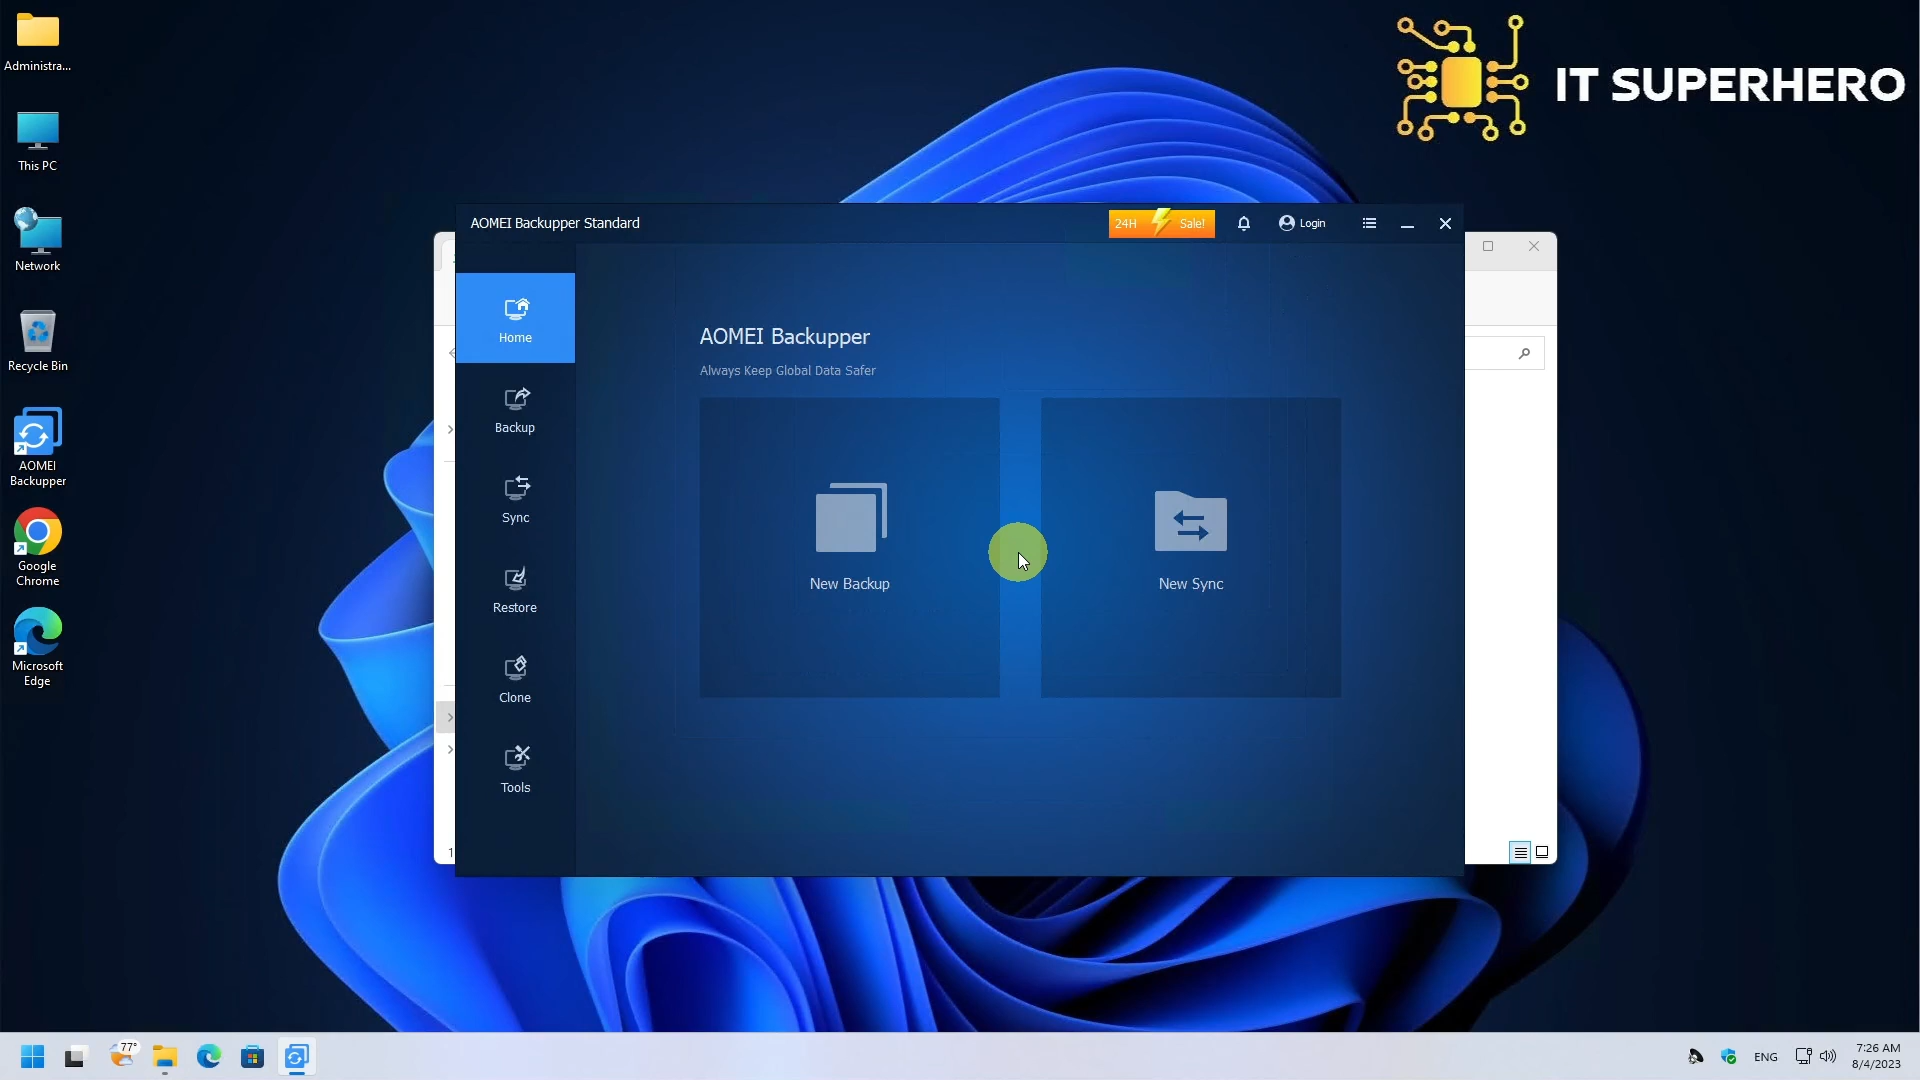 Administra...
This PC
Network
Recycle Bin
AOMEI
Backupper
Google
Chrome
Microsoft
Edge
IT SUPERHERO
AOMEI Backupper Standard
24H Sale!
Login
Home
Backup
Sync
Restore
Clone
Tools
AOMEI Backupper
Always Keep Global Data Safer
New Backup
New Sync
1
77°
ENG
7:26 AM
8/4/2023